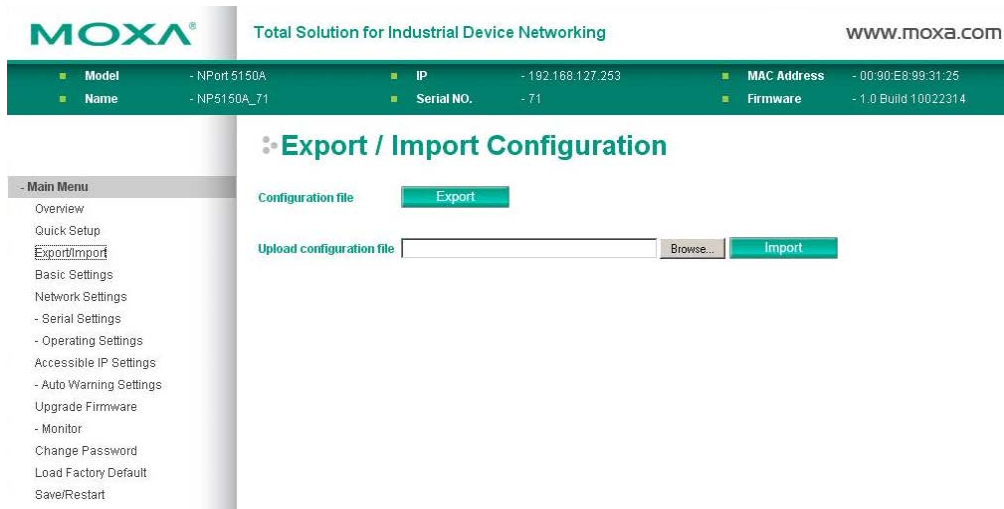 MOXA®
Total Solution for Industrial Device Networking
www.moxa.com
Model - NPort 5150A IP - 192.168.127.253 MAC Address - 00:90:E8:99:31:25
Name - NP5150A_71 Serial NO. - 71 Firmware - 1.0 Build 10022314
Export / Import Configuration
- Main Menu
Overview
Quick Setup
Export/Import
Basic Settings
Network Settings
- Serial Settings
- Operating Settings
Accessible IP Settings
- Auto Warning Settings
Upgrade Firmware
- Monitor
Change Password
Load Factory Default
Save/Restart
Configuration file Export
Upload configuration file Browse... Import